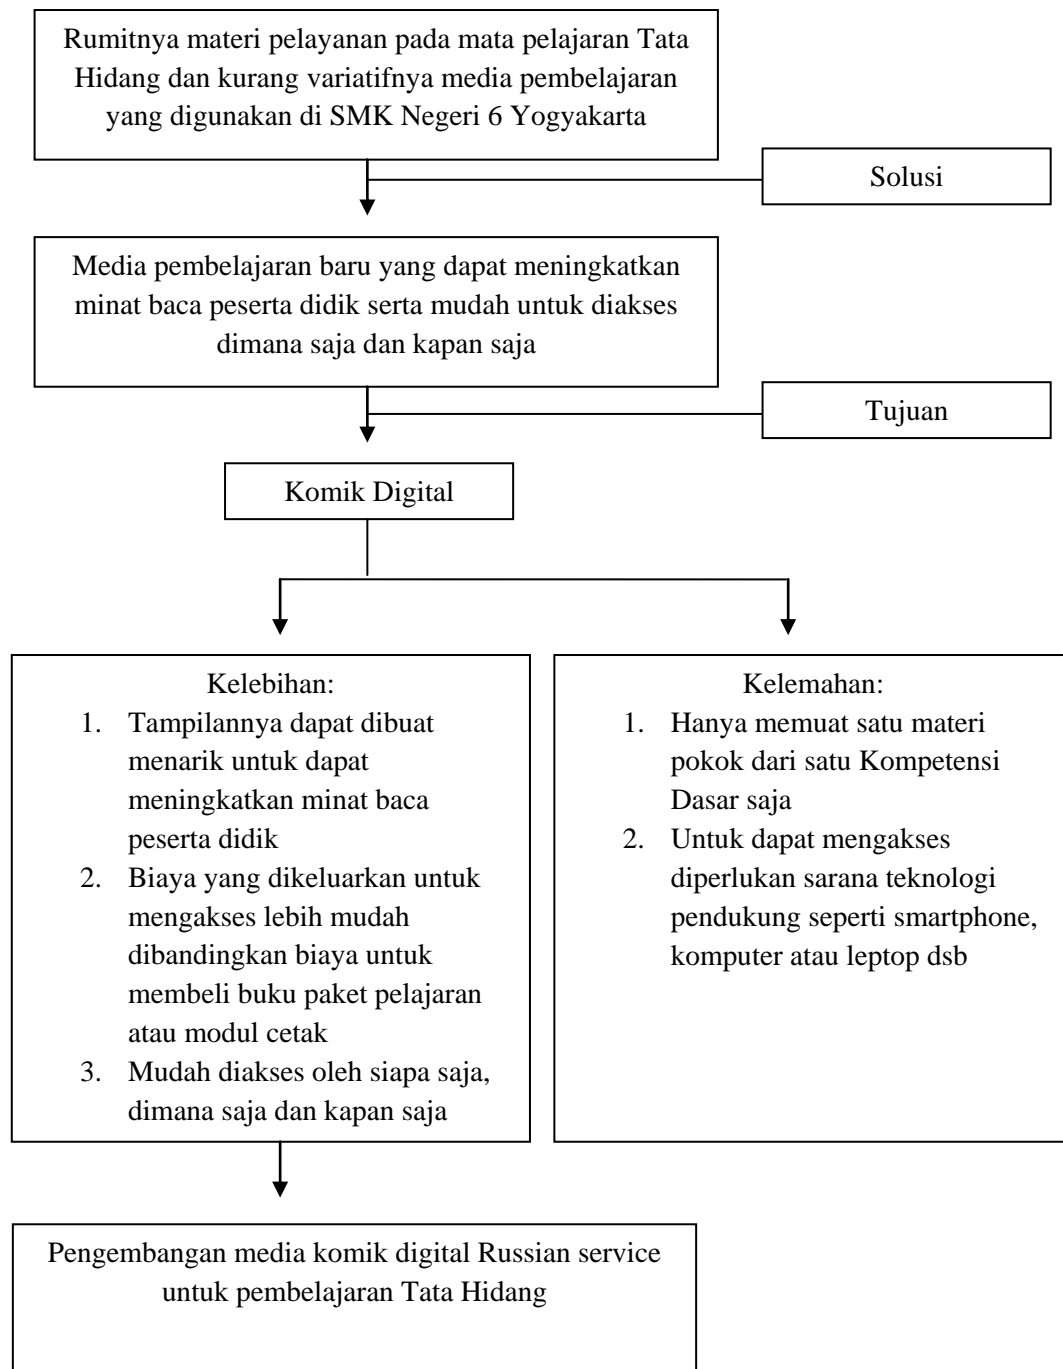 Rumitnya materi pelayanan pada mata pelajaran Tata
Hidang dan kurang variatifnya media pembelajaran
yang digunakan di SMK Negeri 6 Yogyakarta
Solusi
Media pembelajaran baru yang dapat meningkatkan
minat baca peserta didik serta mudah untuk diakses
dimana saja dan kapan saja
Tujuan
Komik Digital
Kelebihan:
1. Tampilannya dapat dibuat
menarik untuk dapat
meningkatkan minat baca
peserta didik
2. Biaya yang dikeluarkan untuk
mengakses lebih mudah
dibandingkan biaya untuk
membeli buku paket pelajaran
atau modul cetak
3. Mudah diakses oleh siapa saja,
dimana saja dan kapan saja
Kelemahan:
1. Hanya memuat satu materi
pokok dari satu Kompetensi
Dasar saja
2. Untuk dapat mengakses
diperlukan sarana teknologi
pendukung seperti smartphone,
komputer atau leptop dsb
Pengembangan media komik digital Russian service
untuk pembelajaran Tata Hidang